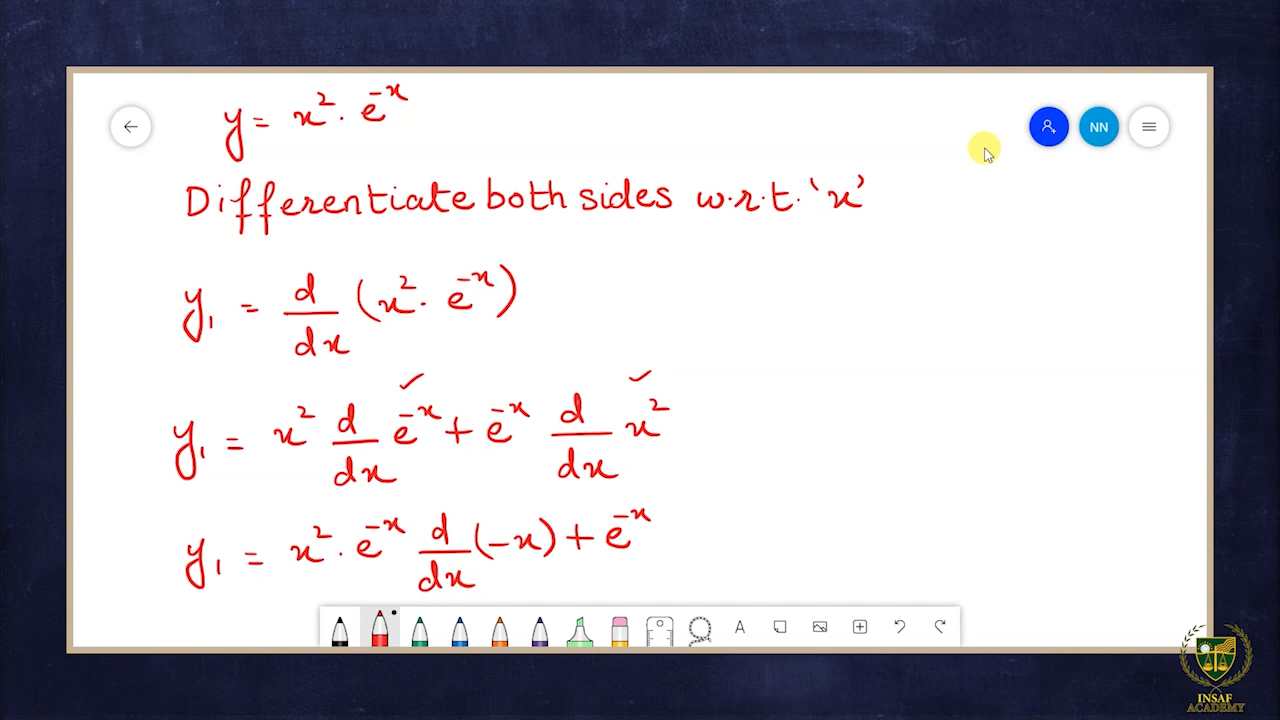 y = x² · e⁻ˣ
NN
Differentiate both sides w.r.t. 'x'
y₁ = d/dx (x² · e⁻ˣ)
y₁ = x² d/dx e⁻ˣ + e⁻ˣ d/dx x²
y₁ = x² · e⁻ˣ d/dx (-x) + e⁻ˣ
A
INSAF
ACADEMY